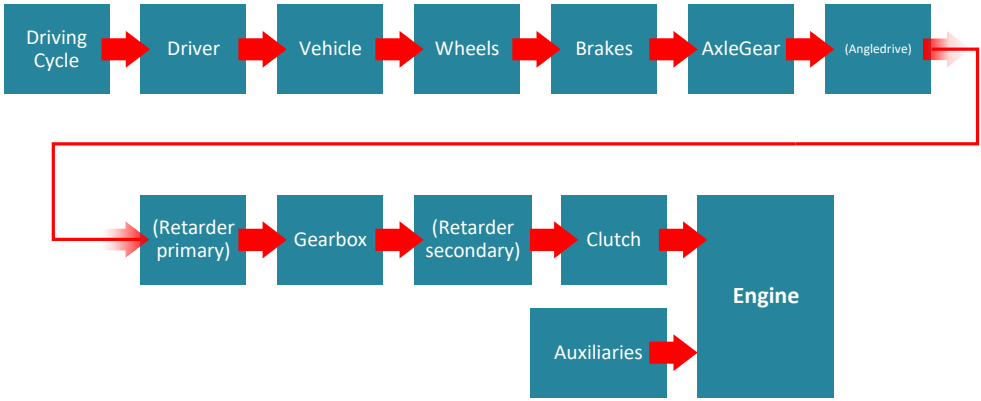 Driving
Cycle
Driver
Vehicle
Wheels
Brakes
AxleGear
(Angledrive)
(Retarder
primary)
Gearbox
(Retarder
secondary)
Clutch
Engine
Auxiliaries